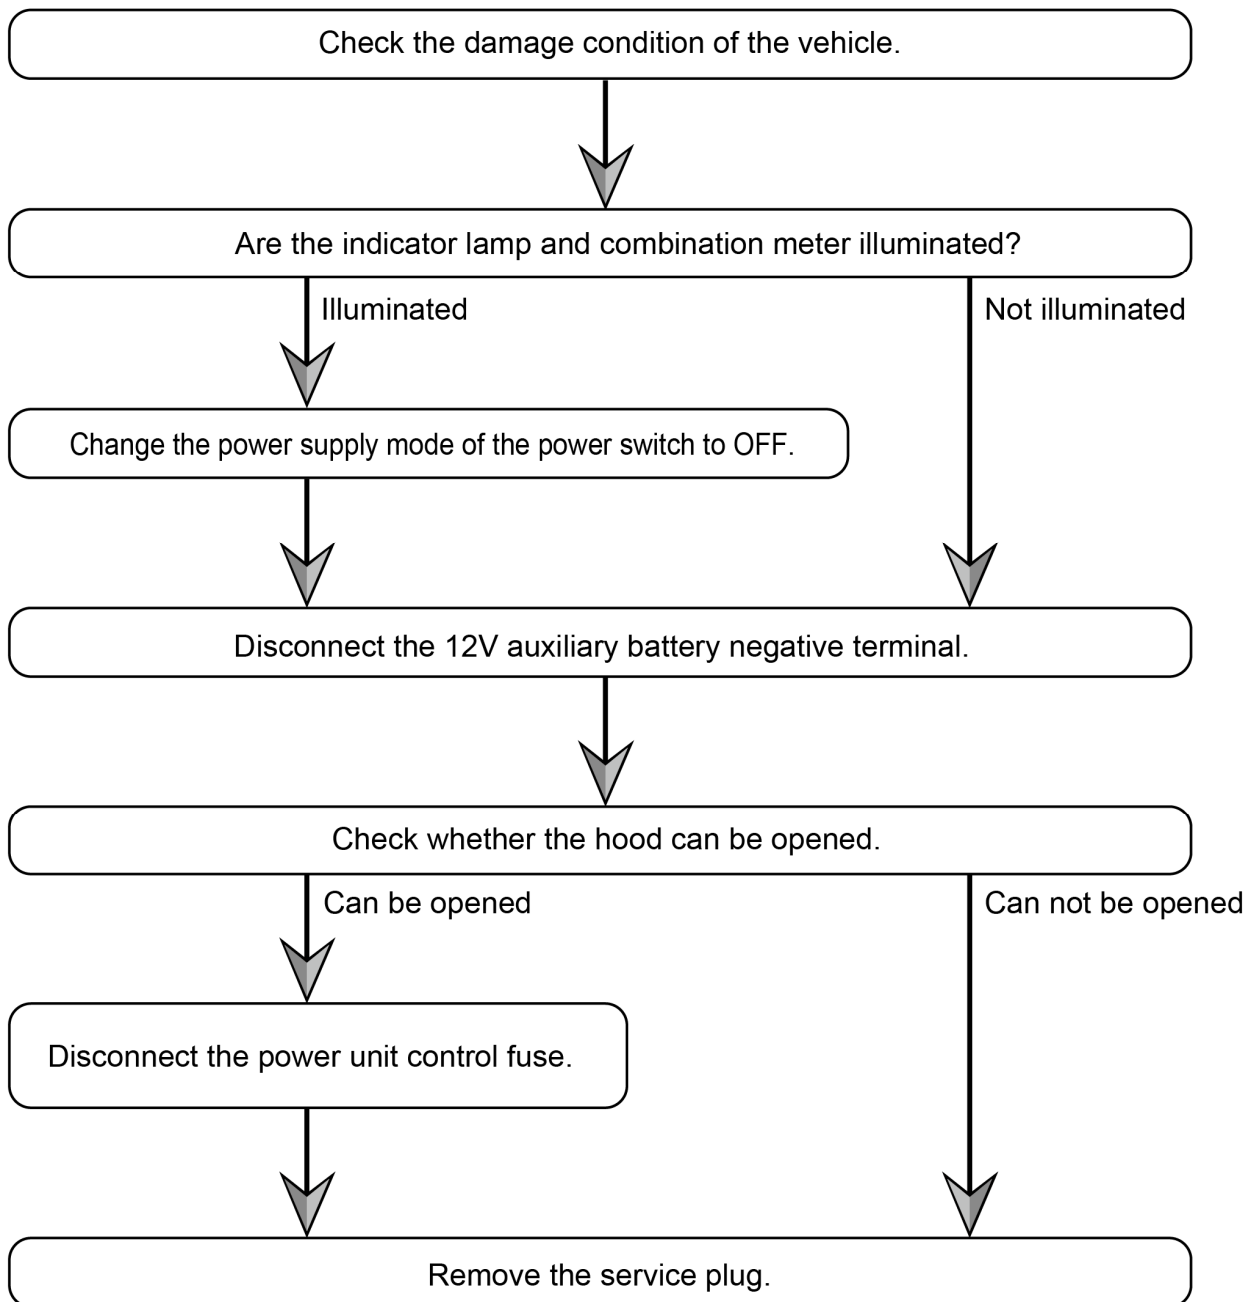 Check the damage condition of the vehicle.
Are the indicator lamp and combination meter illuminated?
Illuminated
Not illuminated
Change the power supply mode of the power switch to OFF.
Disconnect the 12V auxiliary battery negative terminal.
Check whether the hood can be opened.
Can be opened
Can not be opened
Disconnect the power unit control fuse.
Remove the service plug.